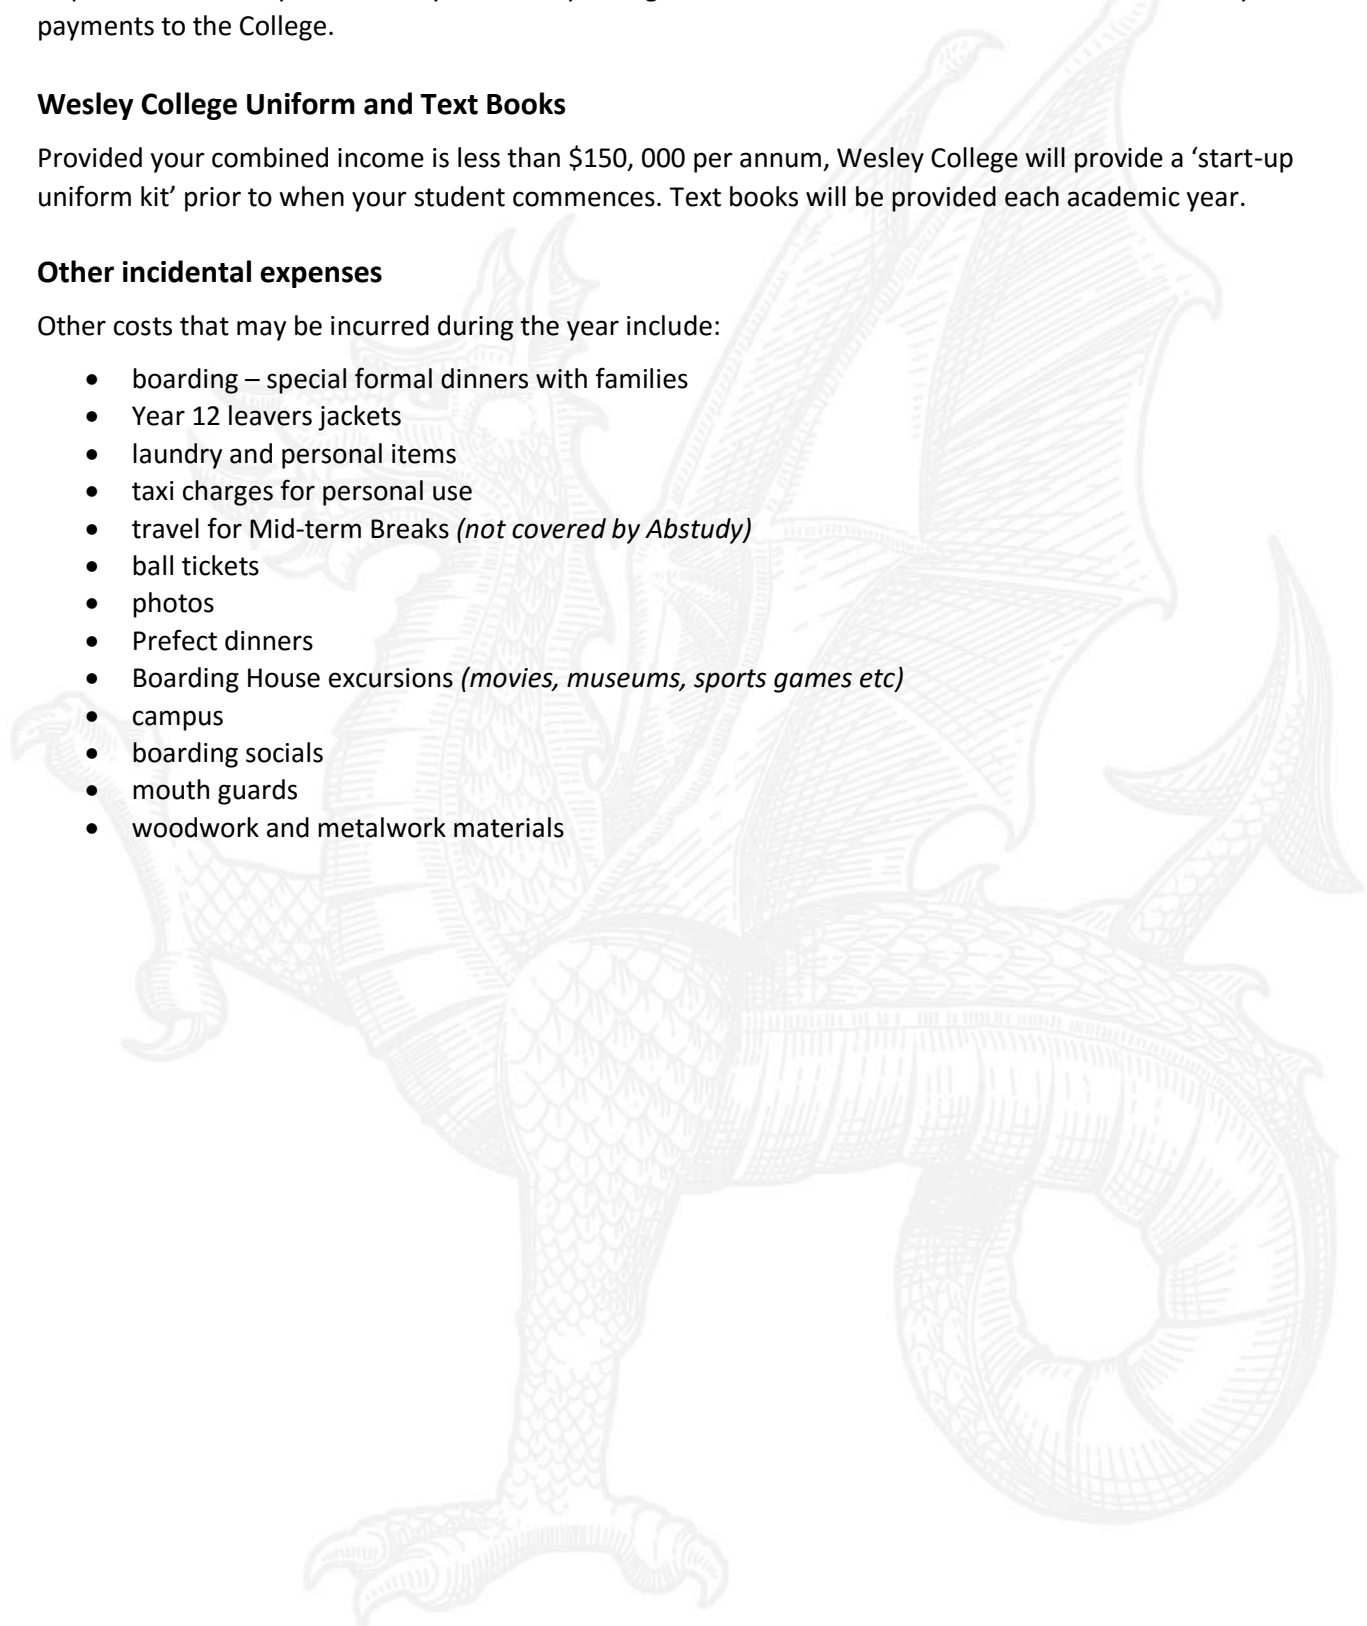 payments to the College.
Wesley College Uniform and Text Books
Provided your combined income is less than $150, 000 per annum, Wesley College will provide a ‘start-up
uniform kit’ prior to when your student commences. Text books will be provided each academic year.
Other incidental expenses
Other costs that may be incurred during the year include:
• boarding – special formal dinners with families
• Year 12 leavers jackets
• laundry and personal items
• taxi charges for personal use
• travel for Mid-term Breaks (not covered by Abstudy)
• ball tickets
• photos
• Prefect dinners
• Boarding House excursions (movies, museums, sports games etc)
• campus
• boarding socials
• mouth guards
• woodwork and metalwork materials